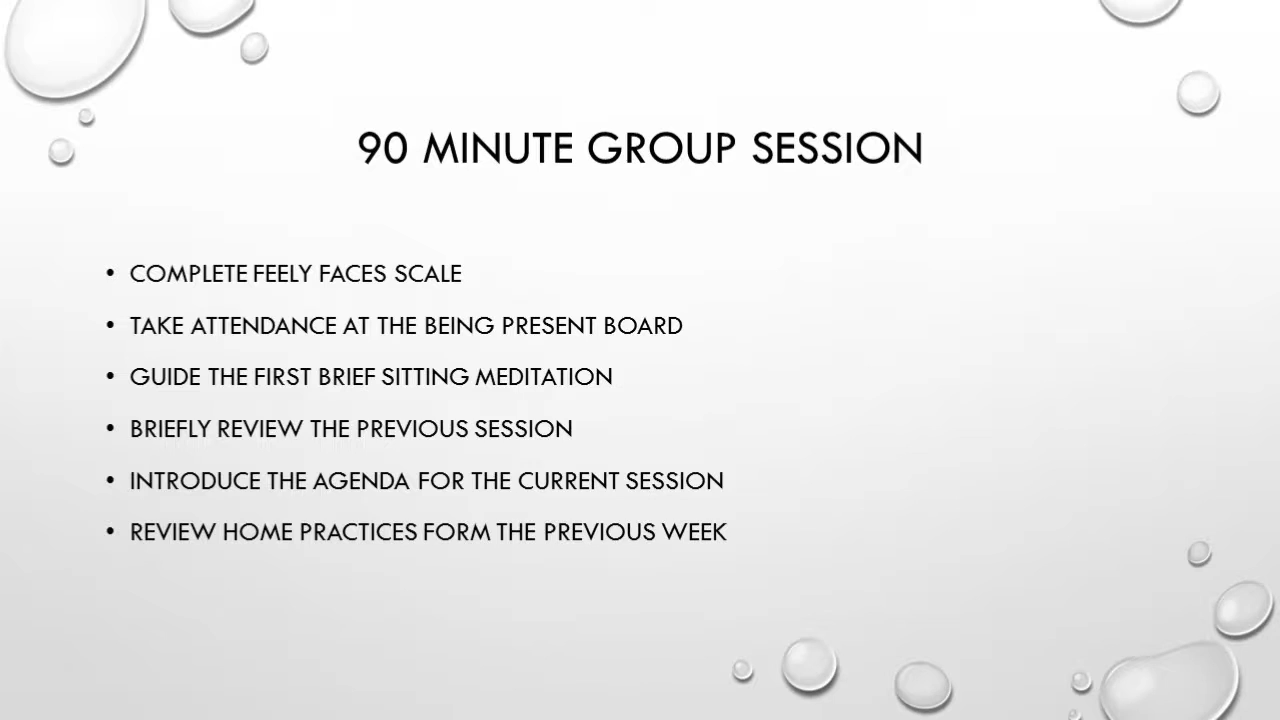 90 MINUTE GROUP SESSION
• COMPLETE FEELY FACES SCALE
• TAKE ATTENDANCE AT THE BEING PRESENT BOARD
• GUIDE THE FIRST BRIEF SITTING MEDITATION
• BRIEFLY REVIEW THE PREVIOUS SESSION
• INTRODUCE THE AGENDA FOR THE CURRENT SESSION
• REVIEW HOME PRACTICES FORM THE PREVIOUS WEEK